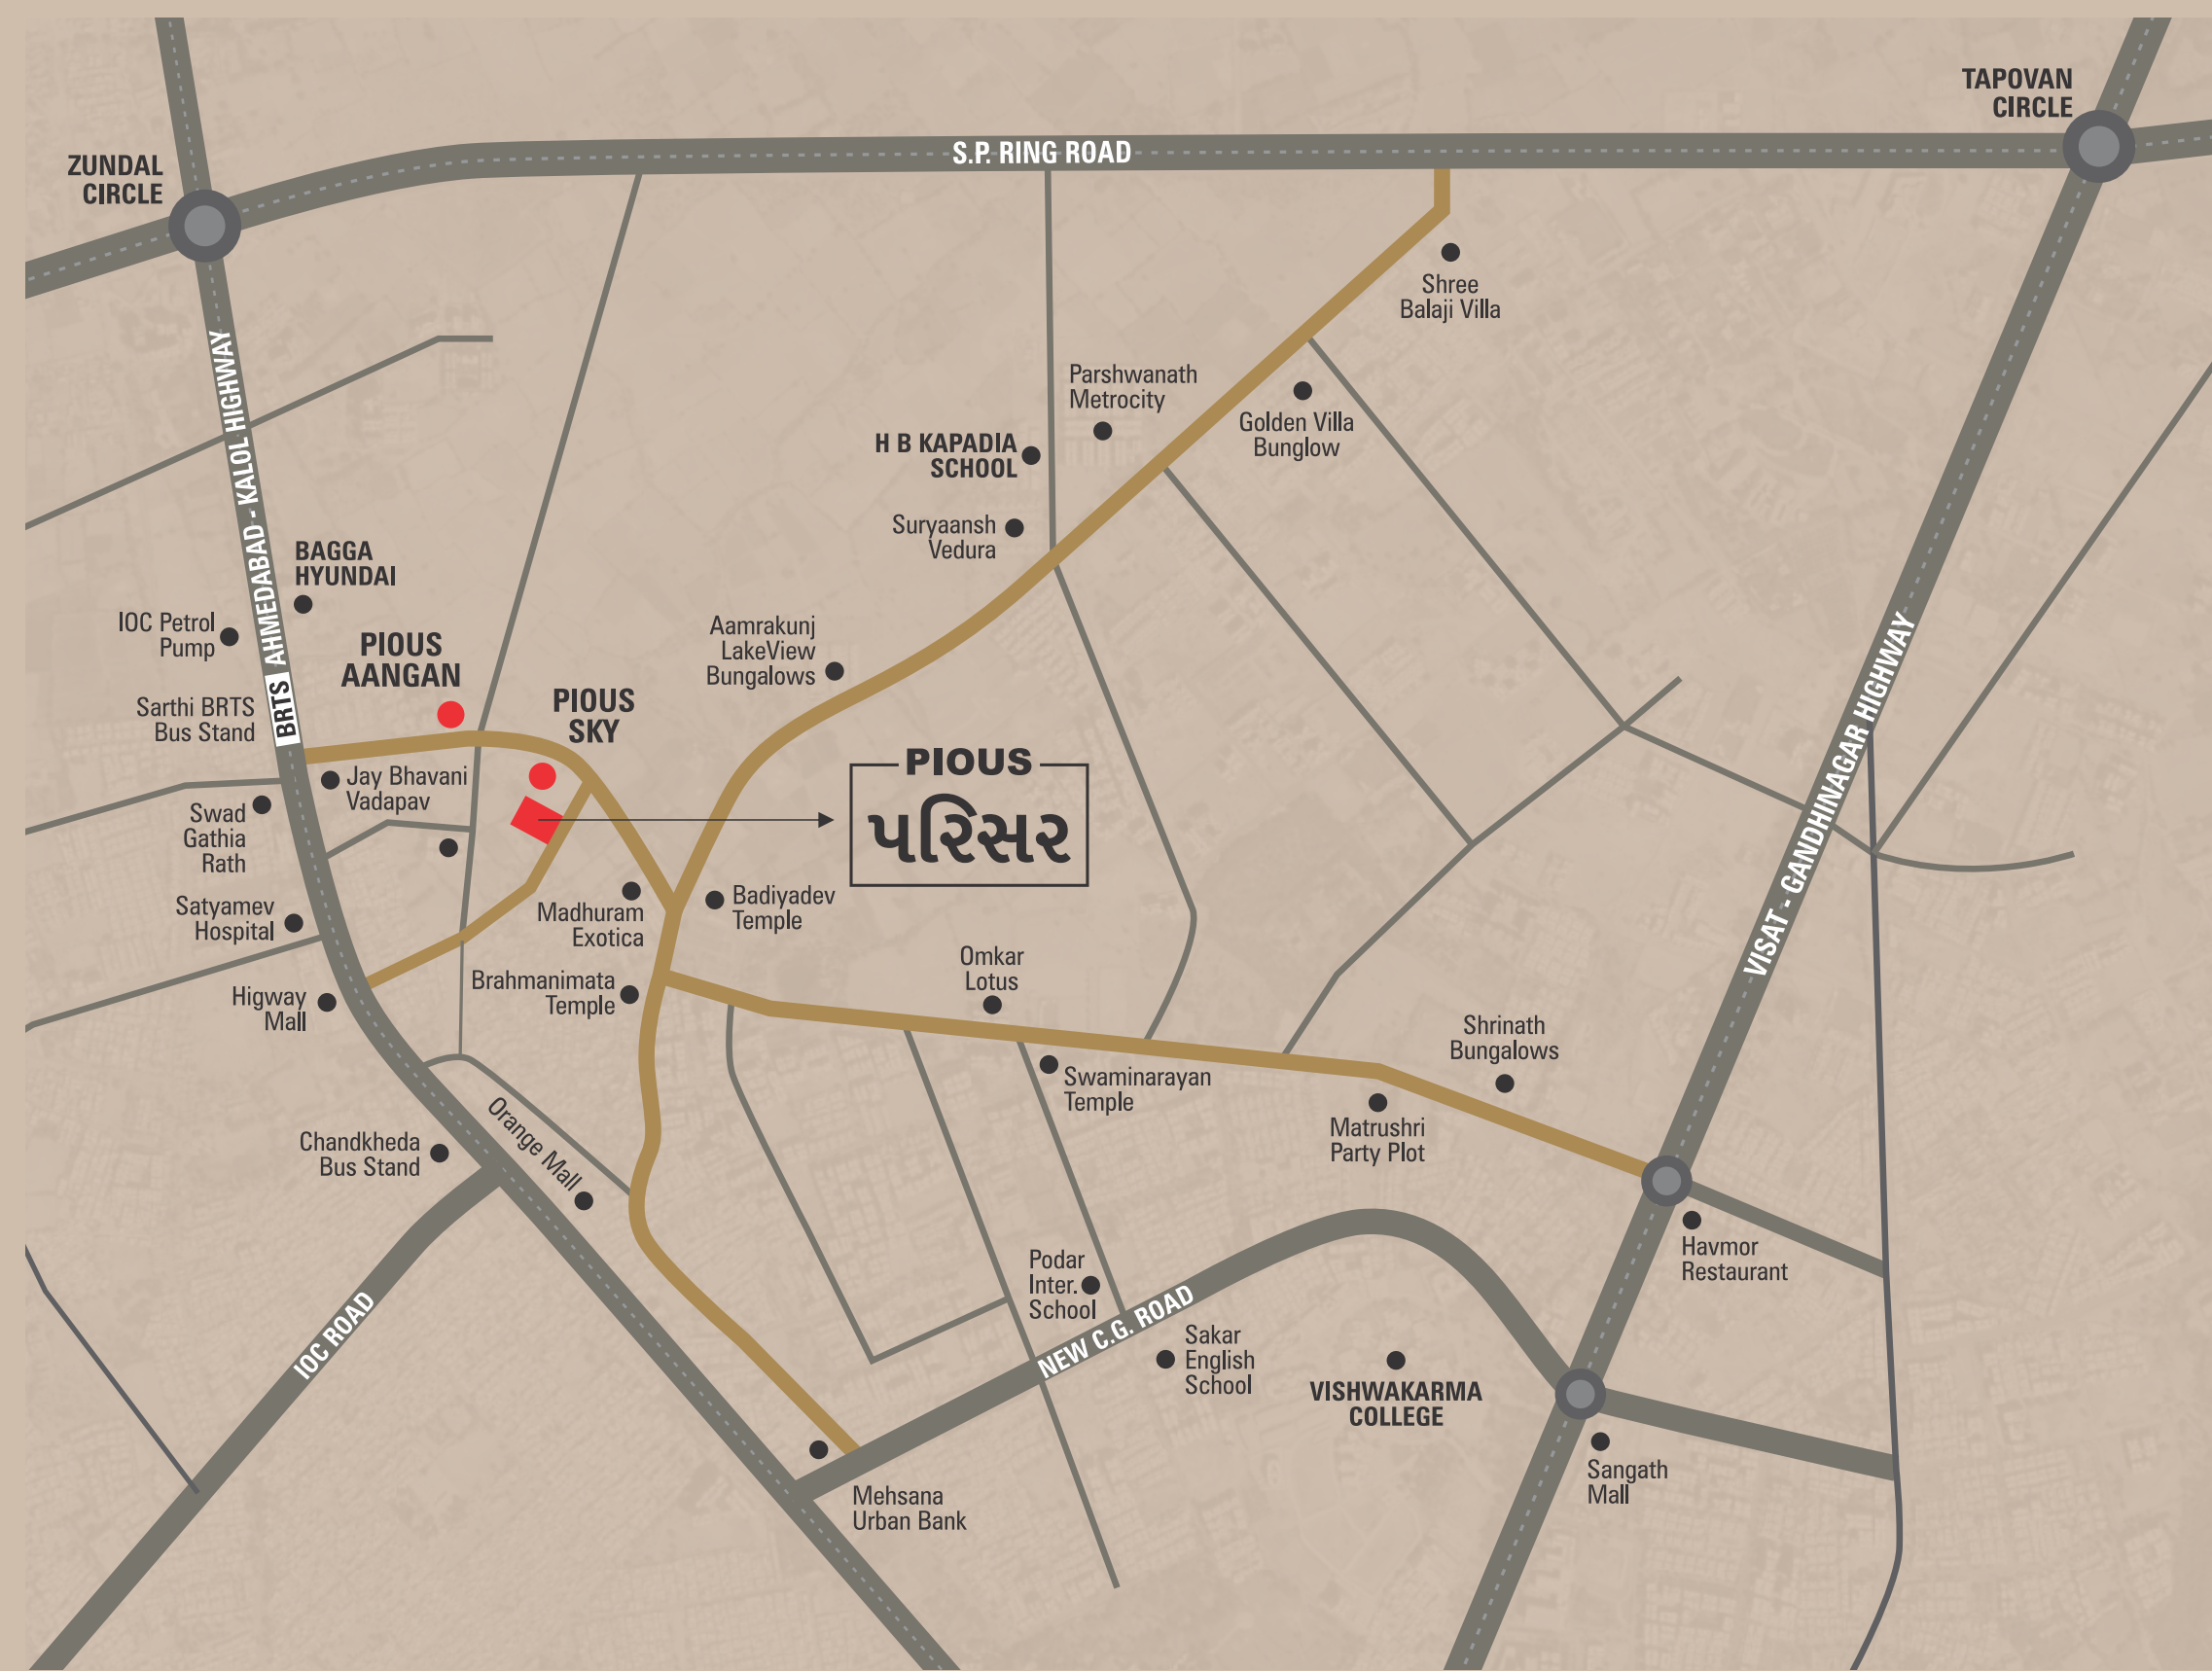 TAPOVAN
CIRCLE
S.P. RING ROAD
ZUNDAL
CIRCLE
Shree
Balaji Villa
AHMEDABAD - KALOL HIGHWAY
BRTS
Parshwanath
Metrocity
Golden Villa
Bunglow
H B KAPADIA
SCHOOL
Suryaansh
Vedura
BAGGA
HYUNDAI
IOC Petrol
Pump
PIOUS
AANGAN
Aamrakunj
LakeView
Bungalows
VISAT - GANDHINAGAR HIGHWAY
Sarthi BRTS
Bus Stand
PIOUS
SKY
PIOUS
પરિસર
Jay Bhavani
Vadapav
Swad
Gathia
Rath
Satyamev
Hospital
Madhuram
Exotica
Badiyadev
Temple
Brahmanimata
Temple
Omkar
Lotus
Higway
Mall
Shrinath
Bungalows
Swaminarayan
Temple
Matrushri
Party Plot
Orange Mall
Chandkheda
Bus Stand
Havmor
Restaurant
Podar
Inter.
School
IOC ROAD
NEW C.G. ROAD
Sakar
English
School
VISHWAKARMA
COLLEGE
Sangath
Mall
Mehsana
Urban Bank